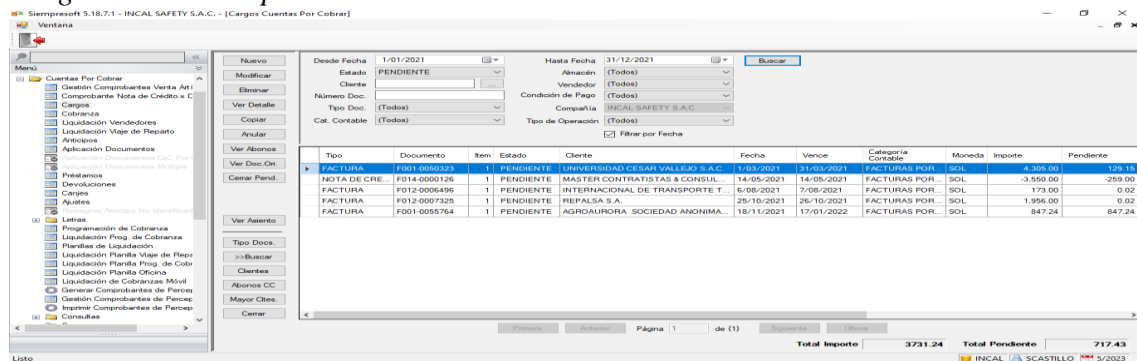 Siempresoft 5.18.7.1 - INCAL SAFETY S.A.C. - [Cargos Cuentas Por Cobrar]
Ventana
Menú
Cuentas Por Cobrar
Gestión Comprobantes Venta Art i
Comprobante Nota de Crédito x D
Cargos
Cobranza
Liquidación Vendedores
Liquidación Viaje de Reparto
Anticipos
Aplicación Documentos
Aplicación Documentos CxC Por
Aplicación Documentos Múltiple
Préstamos
Devoluciones
Canjes
Ajustes
Reasignar Anticipo No Identificad
Letras
Programación de Cobranza
Liquidación Prog. de Cobranza
Planillas de Liquidación
Liquidación Planilla Viaje de Repa
Liquidación Planilla Prog. de Cobr
Liquidación Planilla Oficina
Liquidación de Cobranzas Móvil
Generar Comprobantes de Percep
Gestión Comprobantes de Percep
Imprimir Comprobantes de Percep
Consultas
Nuevo
Modificar
Eliminar
Ver Detalle
Copiar
Anular
Ver Abonos
Ver Doc.Ori.
Cerrar Pend.
Ver Asiento
Tipo Docs.
>>Buscar
Clientes
Abonos CC
Mayor Cltes.
Cerrar
Desde Fecha 1/01/2021 Hasta Fecha 31/12/2021 Buscar
Estado PENDIENTE Almacén (Todos)
Cliente ... Vendedor (Todos)
Número Doc. Condición de Pago (Todos)
Tipo Doc. (Todos) Compañía INCAL SAFETY S.A.C.
Cat. Contable (Todos) Tipo de Operación (Todos)
Filtrar por Fecha
Tipo Documento Item Estado Cliente Fecha Vence Categoría Contable Moneda Importe Pendiente
FACTURA F001-0050323 1 PENDIENTE UNIVERSIDAD CESAR VALLEJO S.A.C. 1/03/2021 31/03/2021 FACTURAS POR... SOL 4,305.00 129.15
NOTA DE CRE... F014-0000126 1 PENDIENTE MASTER CONTRATISTAS & CONSUL... 14/05/2021 14/05/2021 FACTURAS POR... SOL -3,550.00 -259.00
FACTURA F012-0006496 1 PENDIENTE INTERNACIONAL DE TRANSPORTE T... 6/08/2021 7/08/2021 FACTURAS POR... SOL 173.00 0.02
FACTURA F012-0007325 1 PENDIENTE REPALSA S.A. 25/10/2021 26/10/2021 FACTURAS POR... SOL 1,956.00 0.02
FACTURA F001-0055764 1 PENDIENTE AGROAURORA SOCIEDAD ANONIMA... 18/11/2021 17/01/2022 FACTURAS POR... SOL 847.24 847.24
Primera Anterior Página 1 de {1} Siguiente Última
Total Importe 3731.24 Total Pendiente 717.43
Listo INCAL SCASTILLO 5/2023